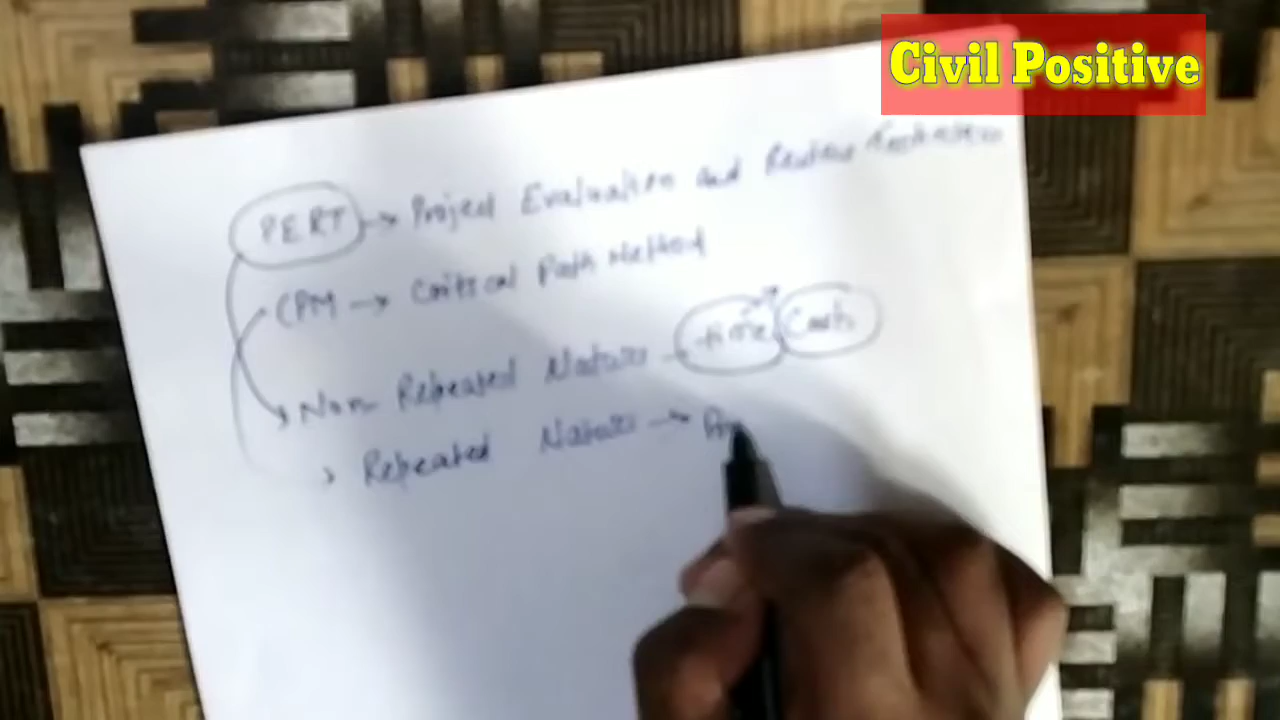 Civil Positive
PERT → Project Evaluation and Review Technique
CPM → Critical Path Method
Non Repeated Nature → time Cost
Repeated Nature →